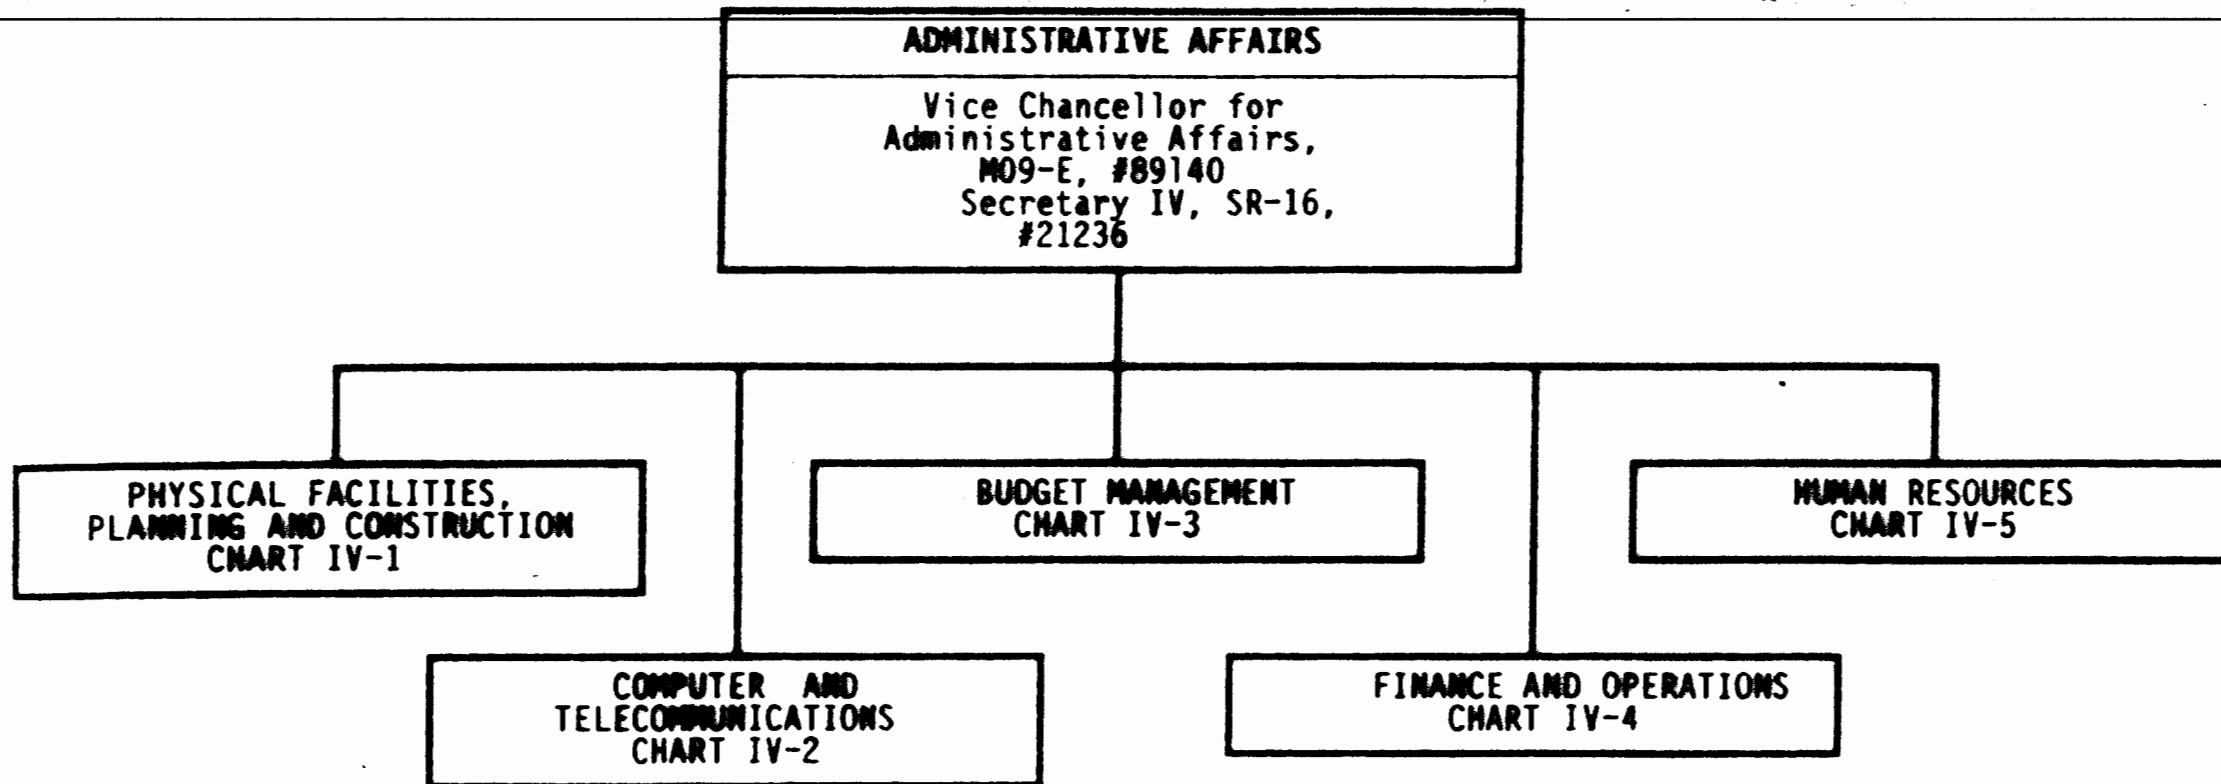 ADMINISTRATIVE AFFAIRS
Vice Chancellor for
Administrative Affairs,
M09-E, #89140
Secretary IV, SR-16,
#21236
PHYSICAL FACILITIES,
PLANNING AND CONSTRUCTION
CHART IV-1
BUDGET MANAGEMENT
CHART IV-3
HUMAN RESOURCES
CHART IV-5
COMPUTER AND
TELECOMMUNICATIONS
CHART IV-2
FINANCE AND OPERATIONS
CHART IV-4